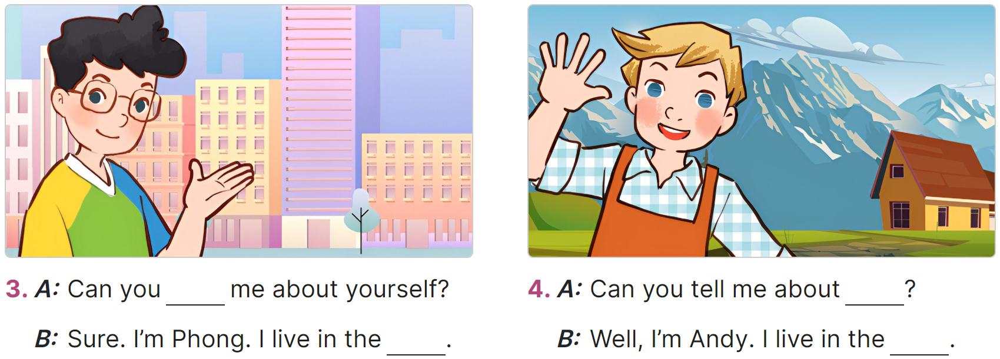 3. A: Can you _____ me about yourself?
B: Sure. I'm Phong. I live in the _____.
4. A: Can you tell me about _____?
B: Well, I'm Andy. I live in the _____.